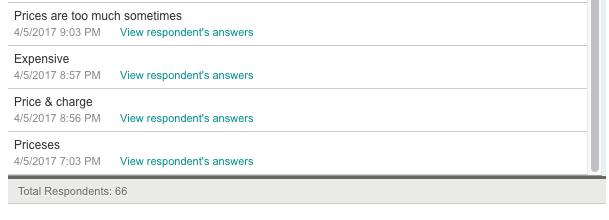 Prices are too much sometimes
4/5/2017 9:03 PM View respondent's answers
Expensive
4/5/2017 8:57 PM View respondent's answers
Price & charge
4/5/2017 8:56 PM View respondent's answers
Priceses
4/5/2017 7:03 PM View respondent's answers
Total Respondents: 66